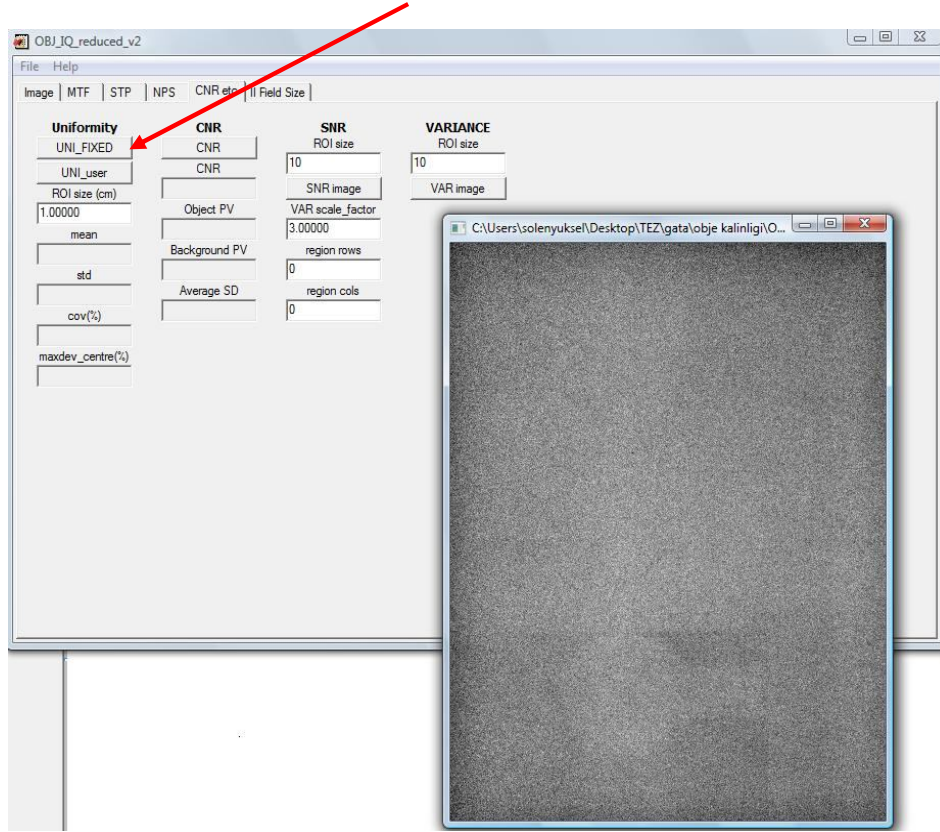 OBJ_IQ_reduced_v2
File Help
Image MTF STP NPS CNR etc II Field Size
Uniformity CNR SNR VARIANCE
UNI_FIXED CNR ROI size ROI size
10 10
UNI_user CNR SNR image VAR image
ROI size (cm) Object PV VAR scale_factor
1.00000 3.00000
mean Background PV region rows
0
std Average SD region cols
0
cov(%)
maxdev_centre(%)
C:\Users\solenyuksel\Desktop\TEZ\gata\obje kalinligi\O...